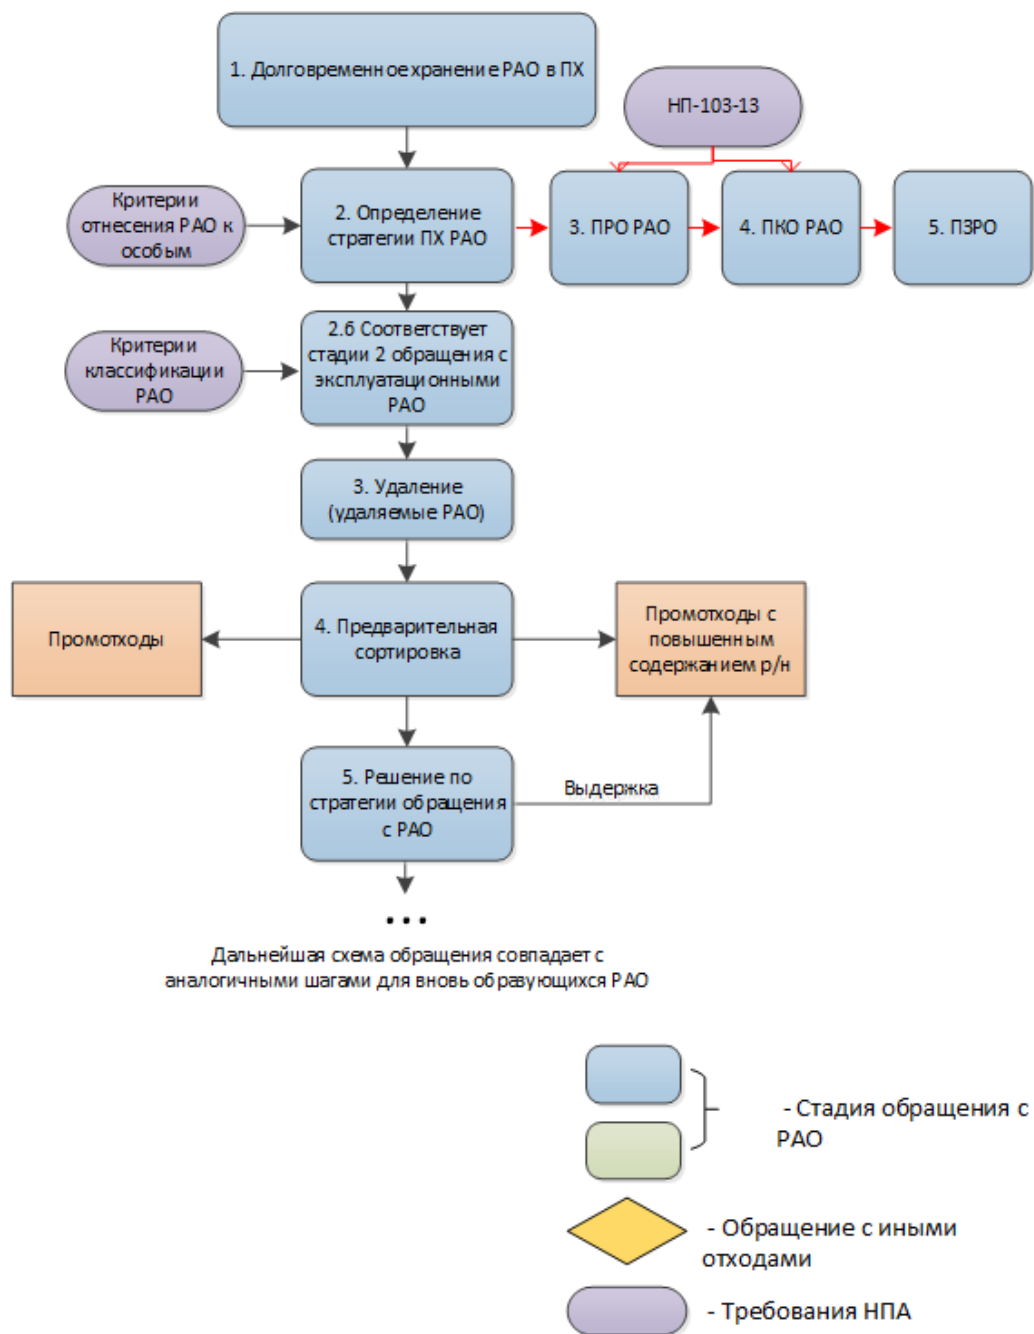 1. Долговременное хранение РАО в ПХ
НП-103-13
Критерии
отнесения РАО к
особым
2. Определение
стратегии ПХ РАО
3. ПРО РАО
4. ПКО РАО
5. ПЗРО
Критерии
классификации
РАО
2.б Соответствует
стадии 2 обращения с
эксплуатационными
РАО
3. Удаление
(удаляемые РАО)
Промотходы
4. Предварительная
сортировка
Промотходы с
повышенным
содержанием р/н
5. Решение по
стратегии обращения
с РАО
Выдержка
...
Дальнейшая схема обращения совпадает с
аналогичными шагами для вновь образующихся РАО
- Стадия обращения с
РАО
- Обращение с иными
отходами
- Требования НПА